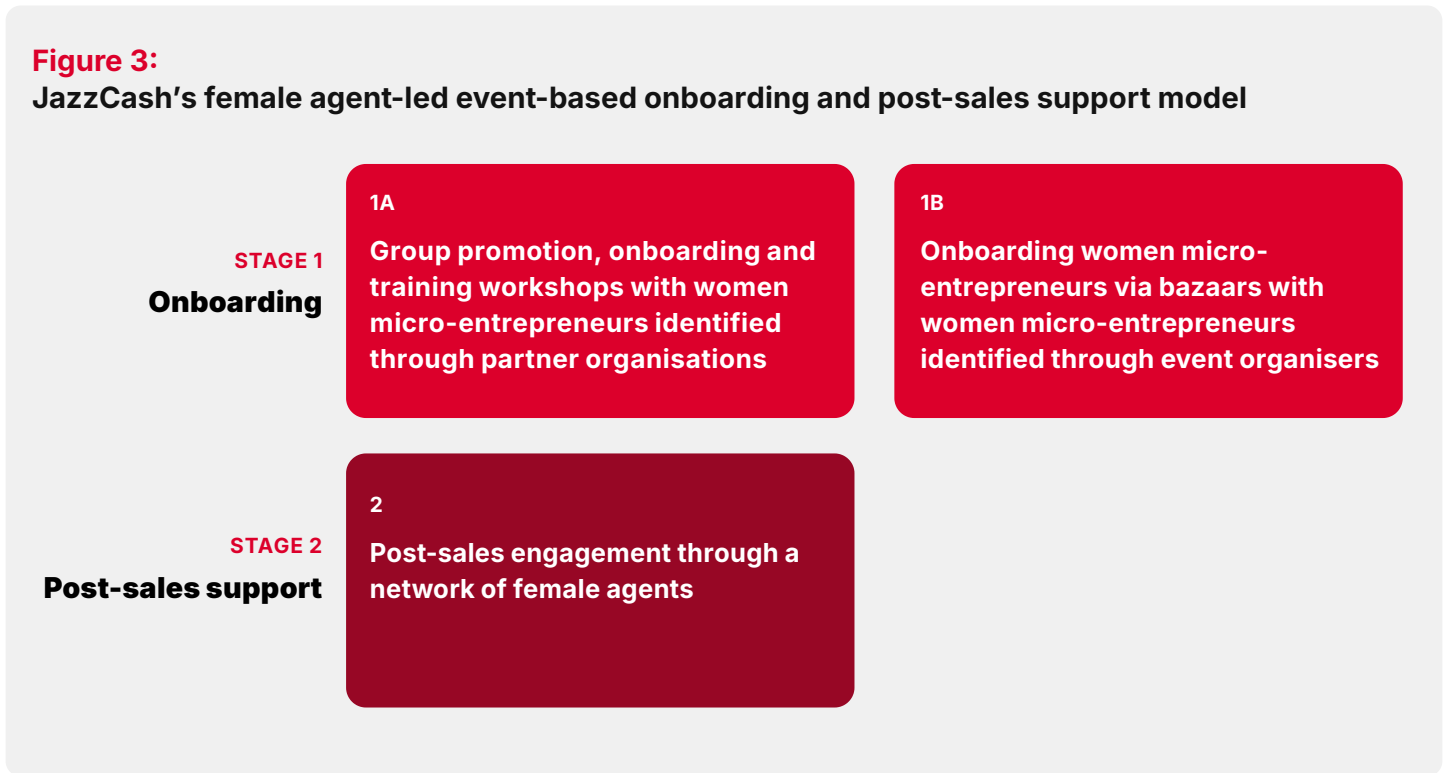 Figure 3:
JazzCash’s female agent-led event-based onboarding and post-sales support model
STAGE 1
Onboarding
1A
Group promotion, onboarding and
training workshops with women
micro-entrepreneurs identified
through partner organisations
1B
Onboarding women micro-
entrepreneurs via bazaars with
women micro-entrepreneurs
identified through event organisers
STAGE 2
Post-sales support
2
Post-sales engagement through a
network of female agents